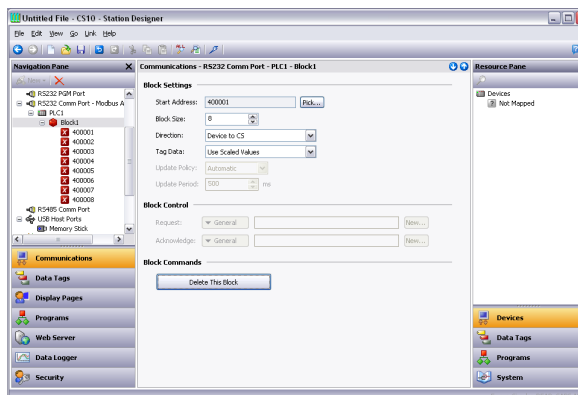 Untitled File - CS10 - Station Designer
File Edit View Go Link Help
Navigation Pane
New
RS232 PGM Port
RS232 Comm Port - Modbus A
PLC1
Block1
400001
400002
400003
400004
400005
400006
400007
400008
RS485 Comm Port
USB Host Ports
Memory Stick
Communications
Data Tags
Display Pages
Programs
Web Server
Data Logger
Security
Communications - RS232 Comm Port - PLC1 - Block1
Block Settings
Start Address: 400001 Pick...
Block Size: 8
Direction: Device to CS
Tag Data: Use Scaled Values
Update Policy: Automatic
Update Period: 500 ms
Block Control
Request: General New...
Acknowledge: General New...
Block Commands
Delete This Block
Resource Pane
Devices
Not Mapped
Devices
Data Tags
Programs
System